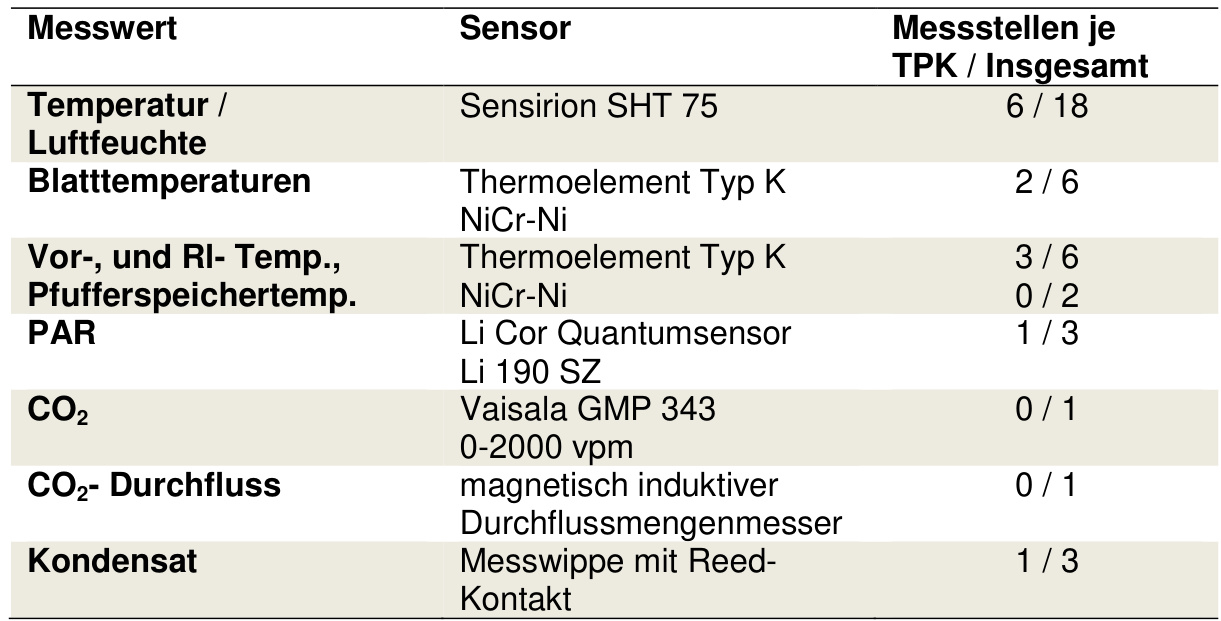 Messwert Sensor Messstellen je
TPK / Insgesamt
Temperatur / Sensirion SHT 75 6 / 18
Luftfeuchte
Blatttemperaturen Thermoelement Typ K 2 / 6
NiCr-Ni
Vor-, und Rl- Temp., Thermoelement Typ K 3 / 6
Pfufferspeichertemp. NiCr-Ni 0 / 2
PAR Li Cor Quantumsensor 1 / 3
Li 190 SZ
CO₂ Vaisala GMP 343 0 / 1
0-2000 vpm
CO₂- Durchfluss magnetisch induktiver 0 / 1
Durchflussmengenmesser
Kondensat Messwippe mit Reed- 1 / 3
Kontakt